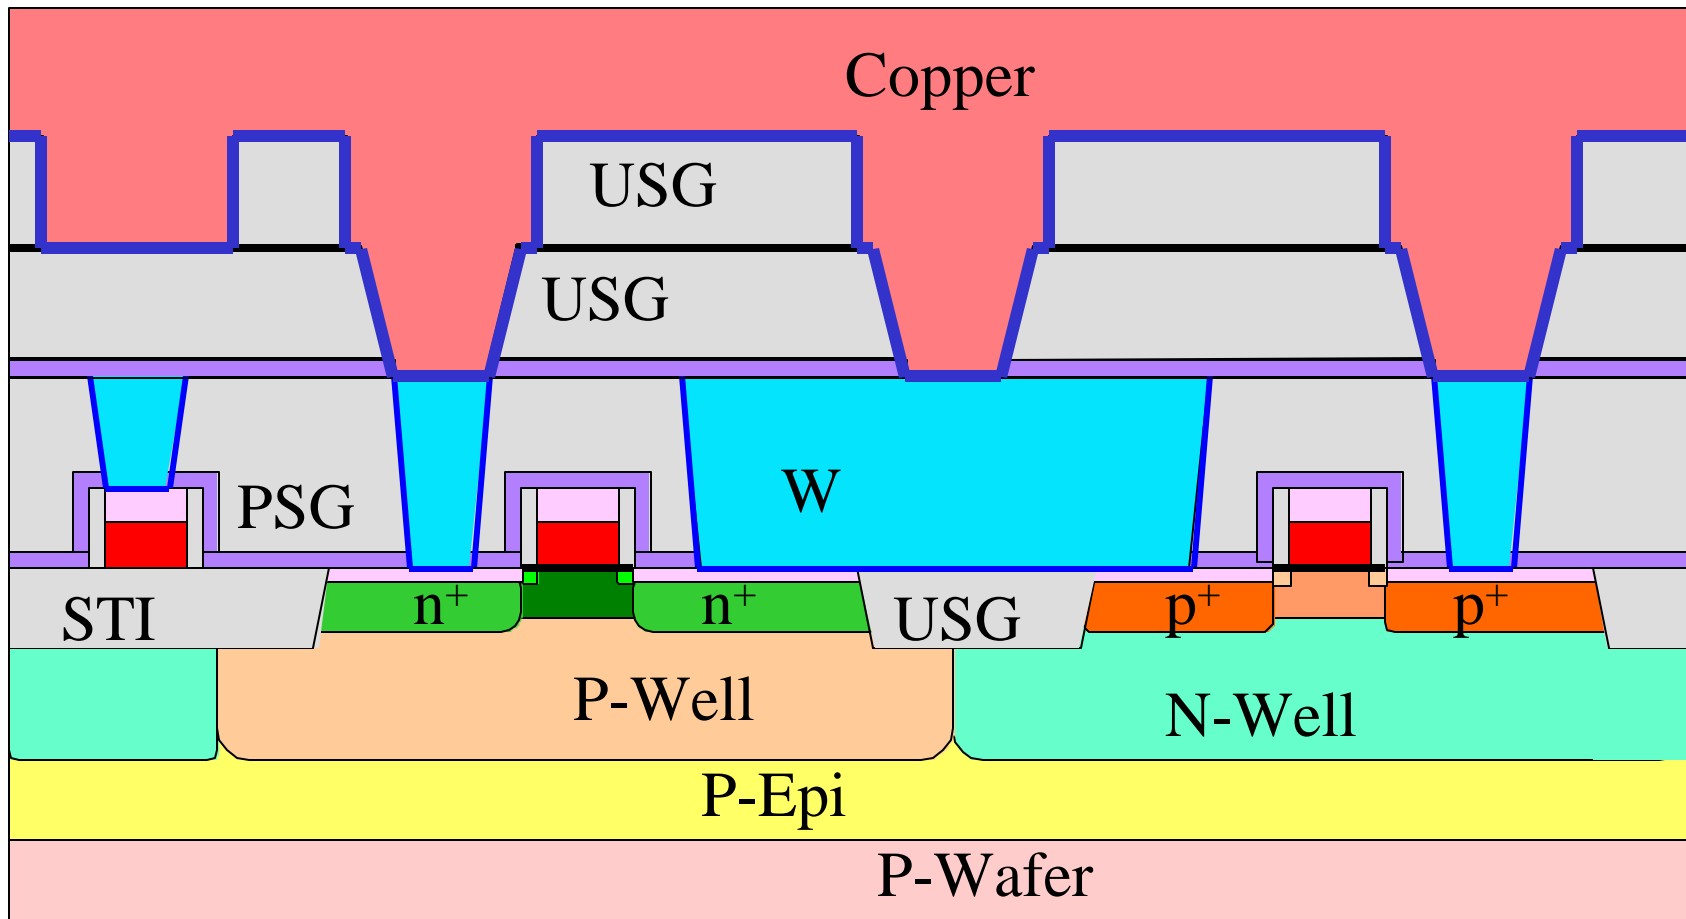 Copper
USG
USG
W
PSG
n⁺
n⁺
p⁺
p⁺
STI
USG
P-Well
N-Well
P-Epi
P-Wafer